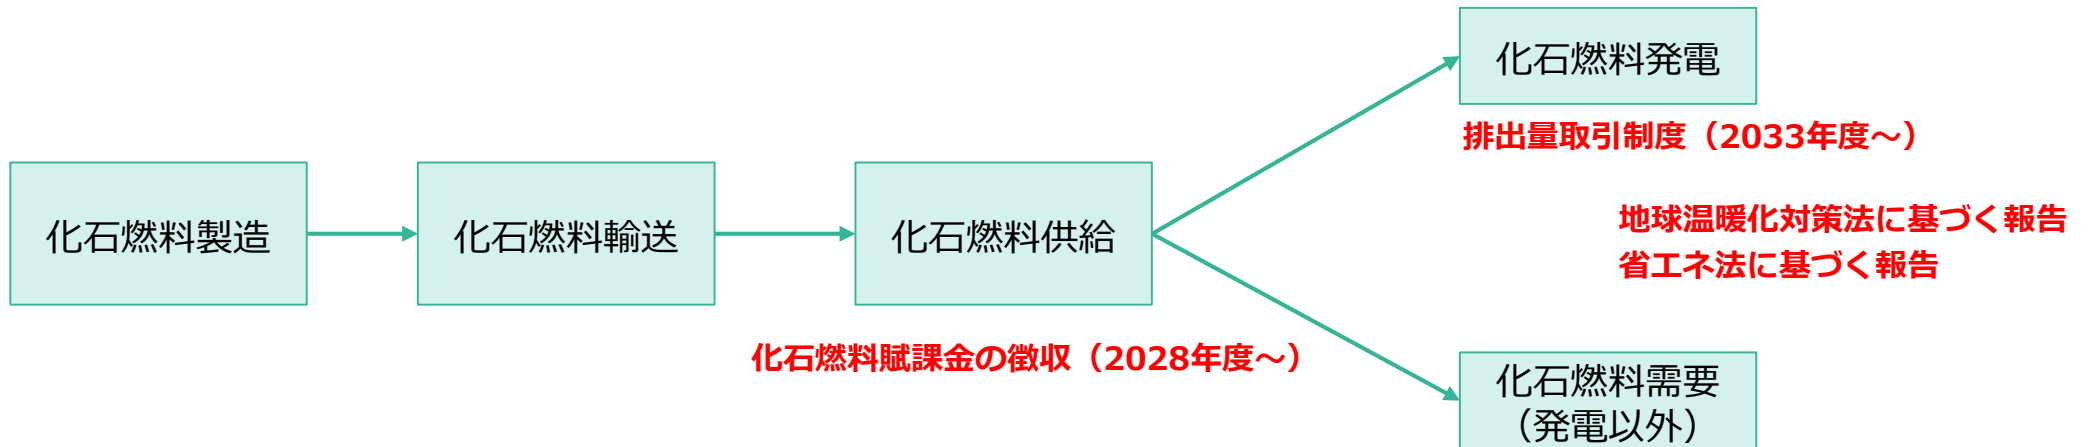 化石燃料発電
排出量取引制度（2033年度～）
化石燃料製造
化石燃料輸送
化石燃料供給
地球温暖化対策法に基づく報告
省エネ法に基づく報告
化石燃料賦課金の徴収（2028年度～）
化石燃料需要
（発電以外）